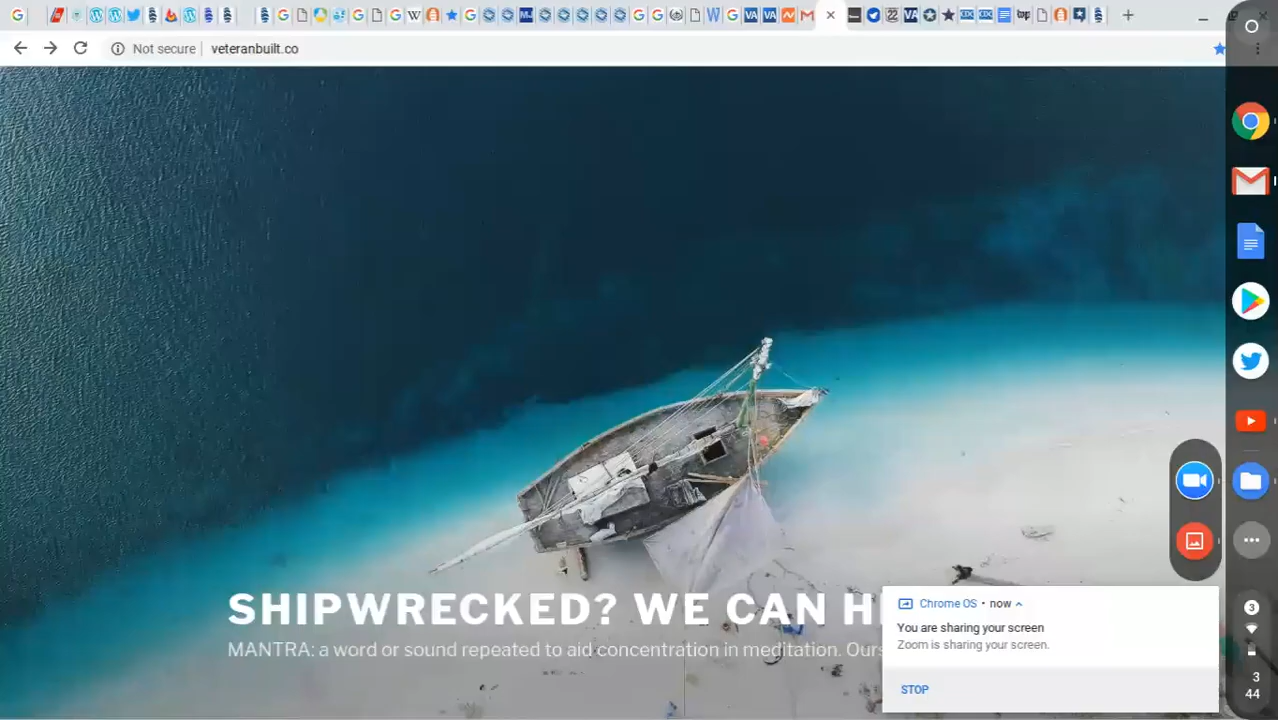 Not secure
veteranbuilt.co
SHIPWRECKED? WE CAN
MANTRA: a word or sound repeated to aid concentration in meditation. Ours
Chrome OS • now
You are sharing your screen
Zoom is sharing your screen.
STOP
3
3
44